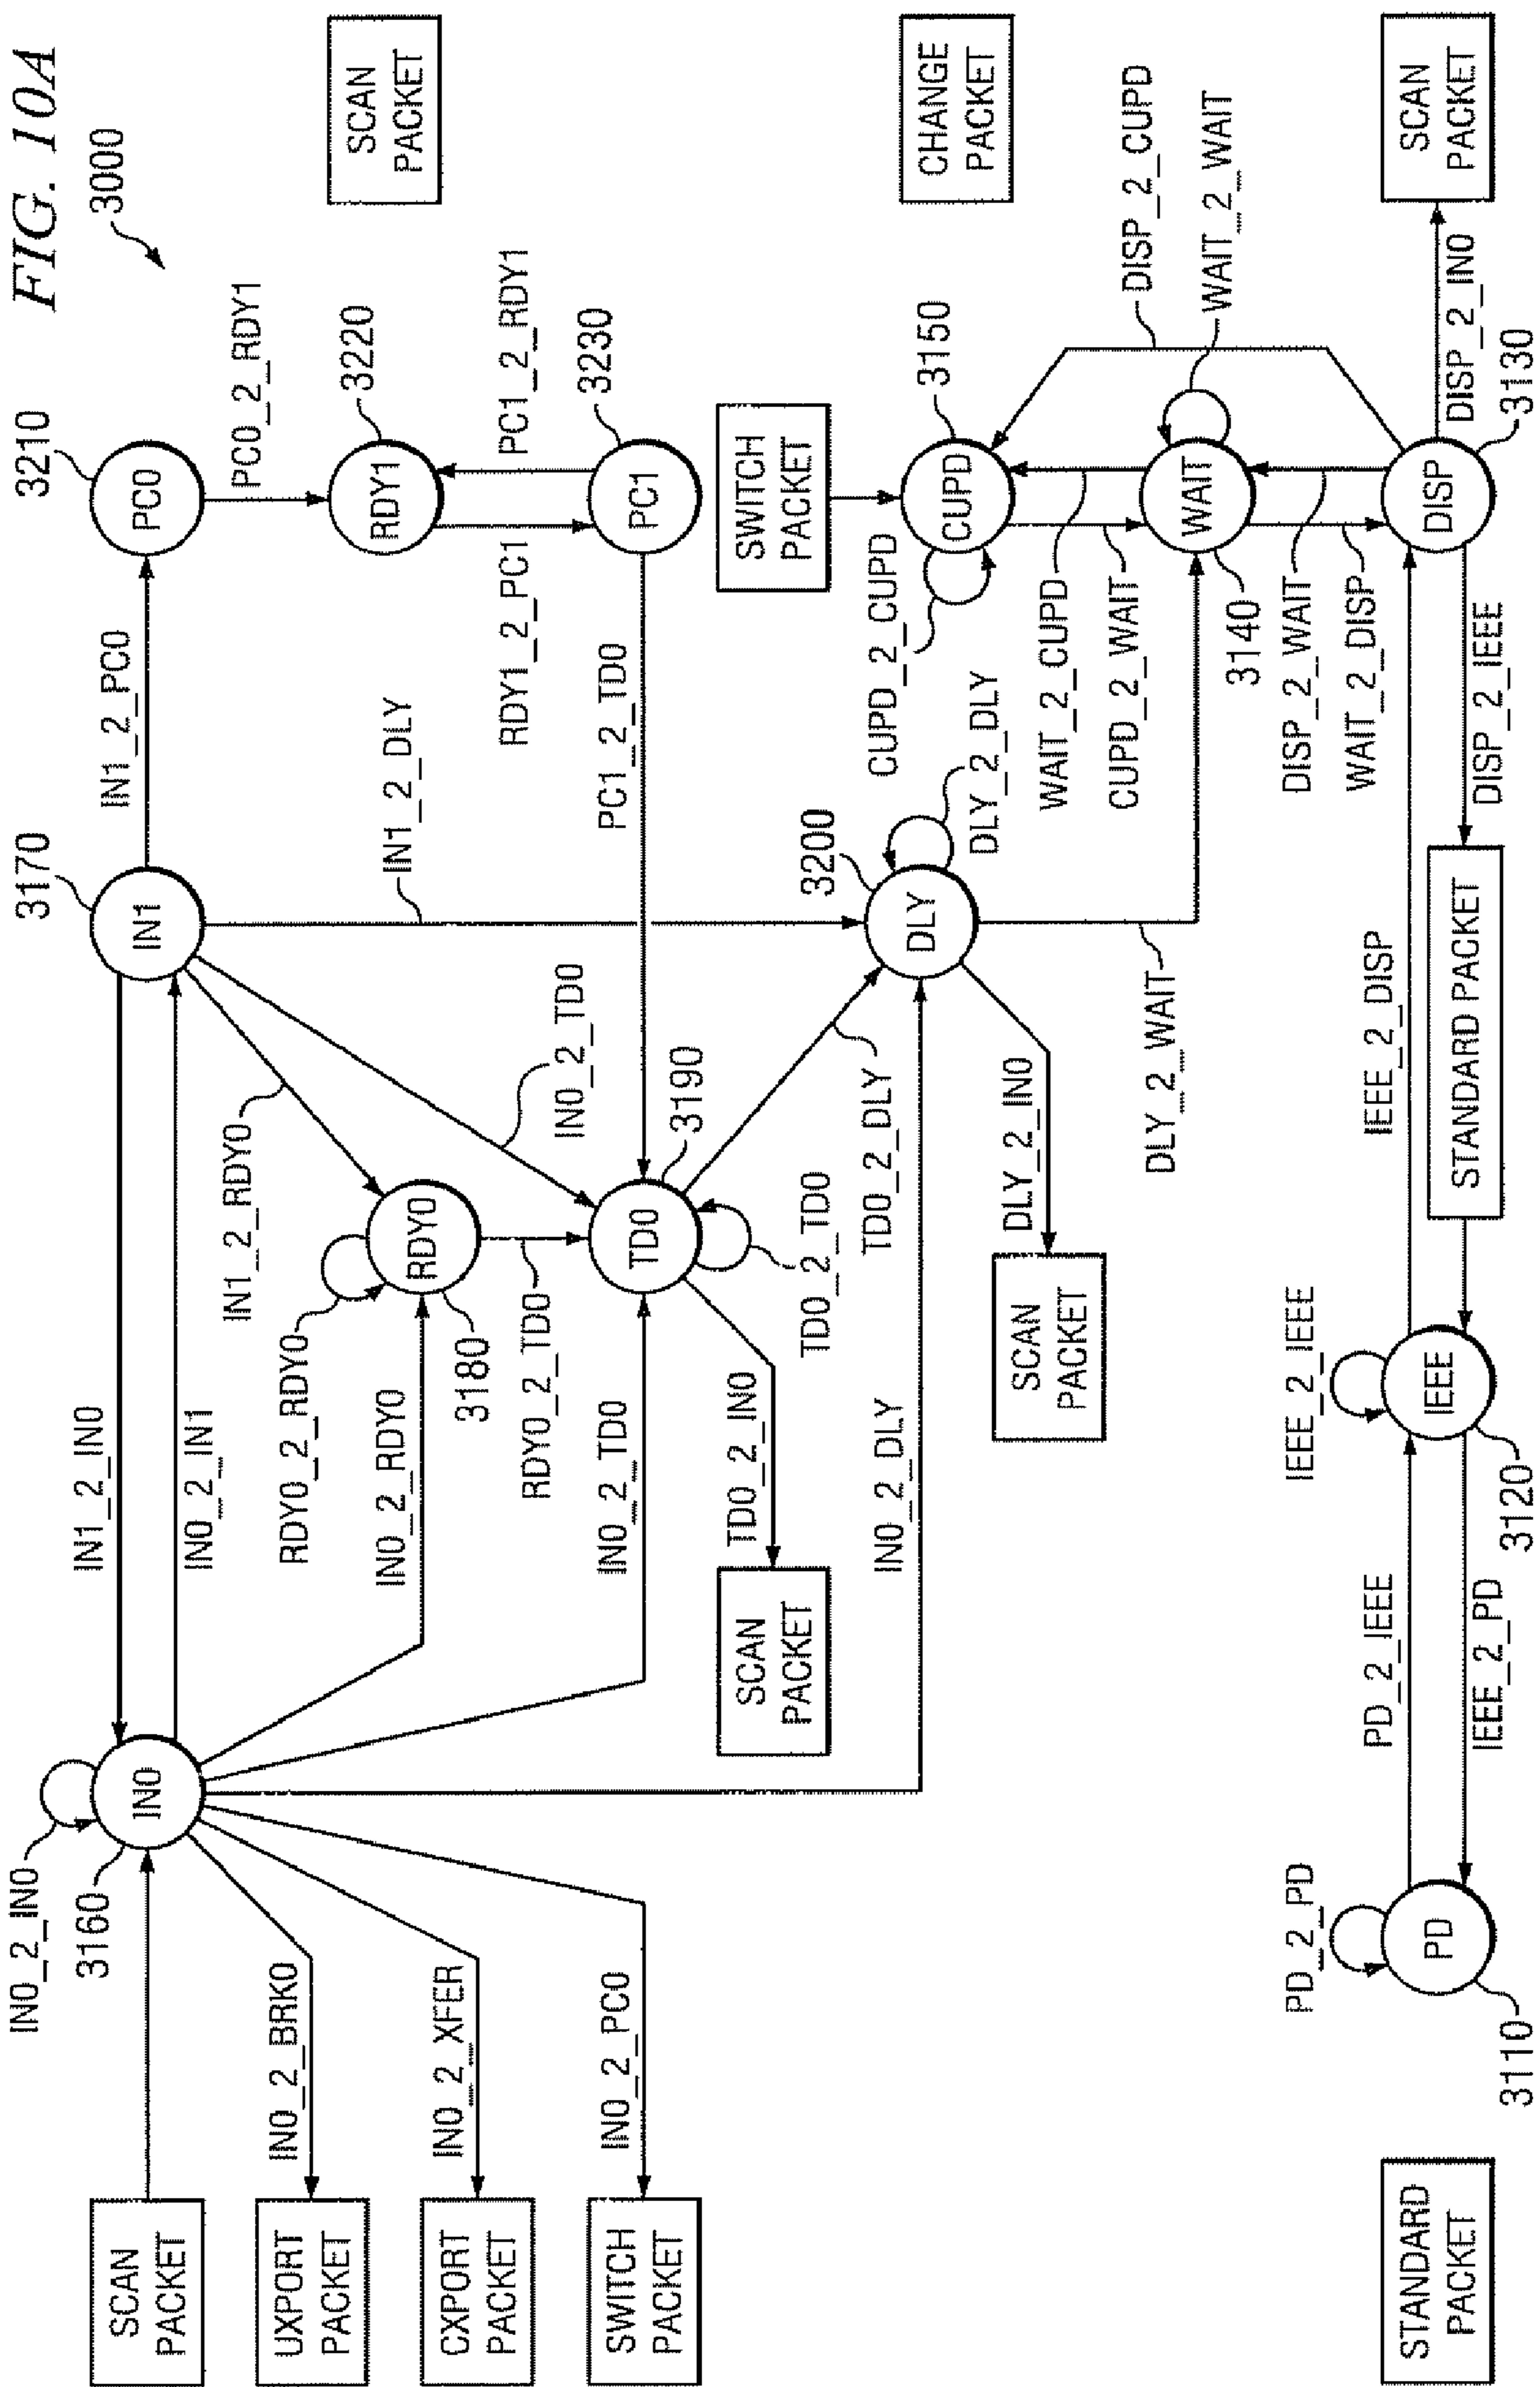 FIG. 10A
3000
SCAN
PACKET
IN0_2_IN0
3160
IN0
IN1_2_IN0
IN0_2_IN1
3170
IN1
IN1_2_PC0
3210
PC0
PC0_2_RDY1
SCAN
PACKET
UXPORT
PACKET
IN0_2_BRK0
CXPORT
PACKET
IN0_2_XFER
SWITCH
PACKET
IN0_2_PC0
RDY0_2_RDY0
IN1_2_RDY0
RDY0
3180
IN0_2_RDY0
RDY0_2_TD0
IN0_2_TD0
IN0_2_TD0
IN1_2_DLY
3220
RDY1
RDY1_2_PC1
PC1_2_RDY1
3230
PC1
PC1_2_TD0
3190
TD0
TD0_2_TD0
TD0_2_IN0
SCAN
PACKET
TD0_2_DLY
IN0_2_DLY
3200
DLY
DLY_2_DLY
DLY_2_IN0
SCAN
PACKET
DLY_2_WAIT
SWITCH
PACKET
CHANGE
PACKET
3150
CUPD
CUPD_2_CUPD
WAIT_2_CUPD
CUPD_2_WAIT
DISP_2_CUPD
WAIT_2_WAIT
WAIT
3140
DISP_2_WAIT
WAIT_2_DISP
STANDARD
PACKET
PD_2_PD
PD
3110
PD_2_IEEE
IEEE_2_PD
IEEE_2_IEEE
IEEE
3120
IEEE_2_DISP
STANDARD PACKET
DISP_2_IEEE
DISP
3130
DISP_2_IN0
SCAN
PACKET